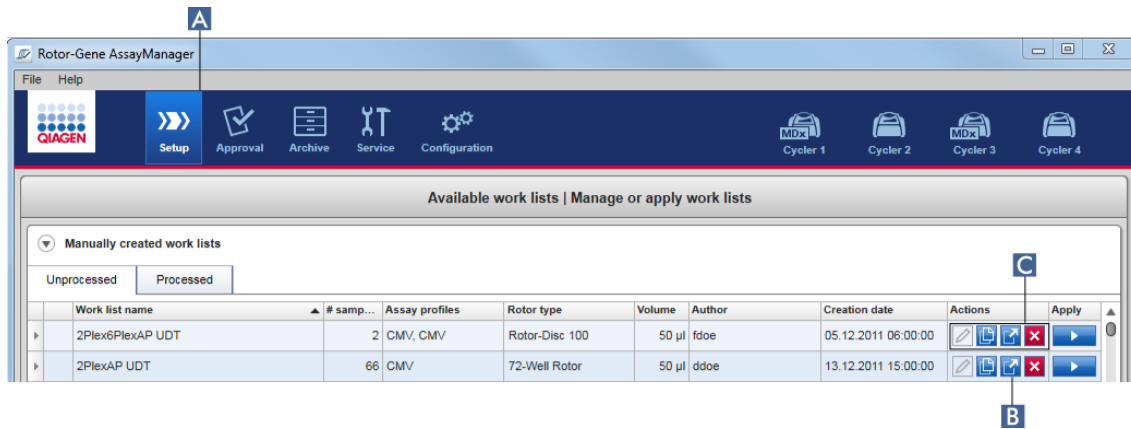 A
Rotor-Gene AssayManager
File Help
QIAGEN
Setup Approval Archive Service Configuration
MDx MDx
Cycler 1 Cycler 2 Cycler 3 Cycler 4
Available work lists | Manage or apply work lists
Manually created work lists
C
Unprocessed Processed
Work list name # samp... Assay profiles Rotor type Volume Author Creation date Actions Apply
2Plex6PlexAP UDT 2 CMV, CMV Rotor-Disc 100 50 µl fdoe 05.12.2011 06:00:00
2PlexAP UDT 66 CMV 72-Well Rotor 50 µl ddoe 13.12.2011 15:00:00
B